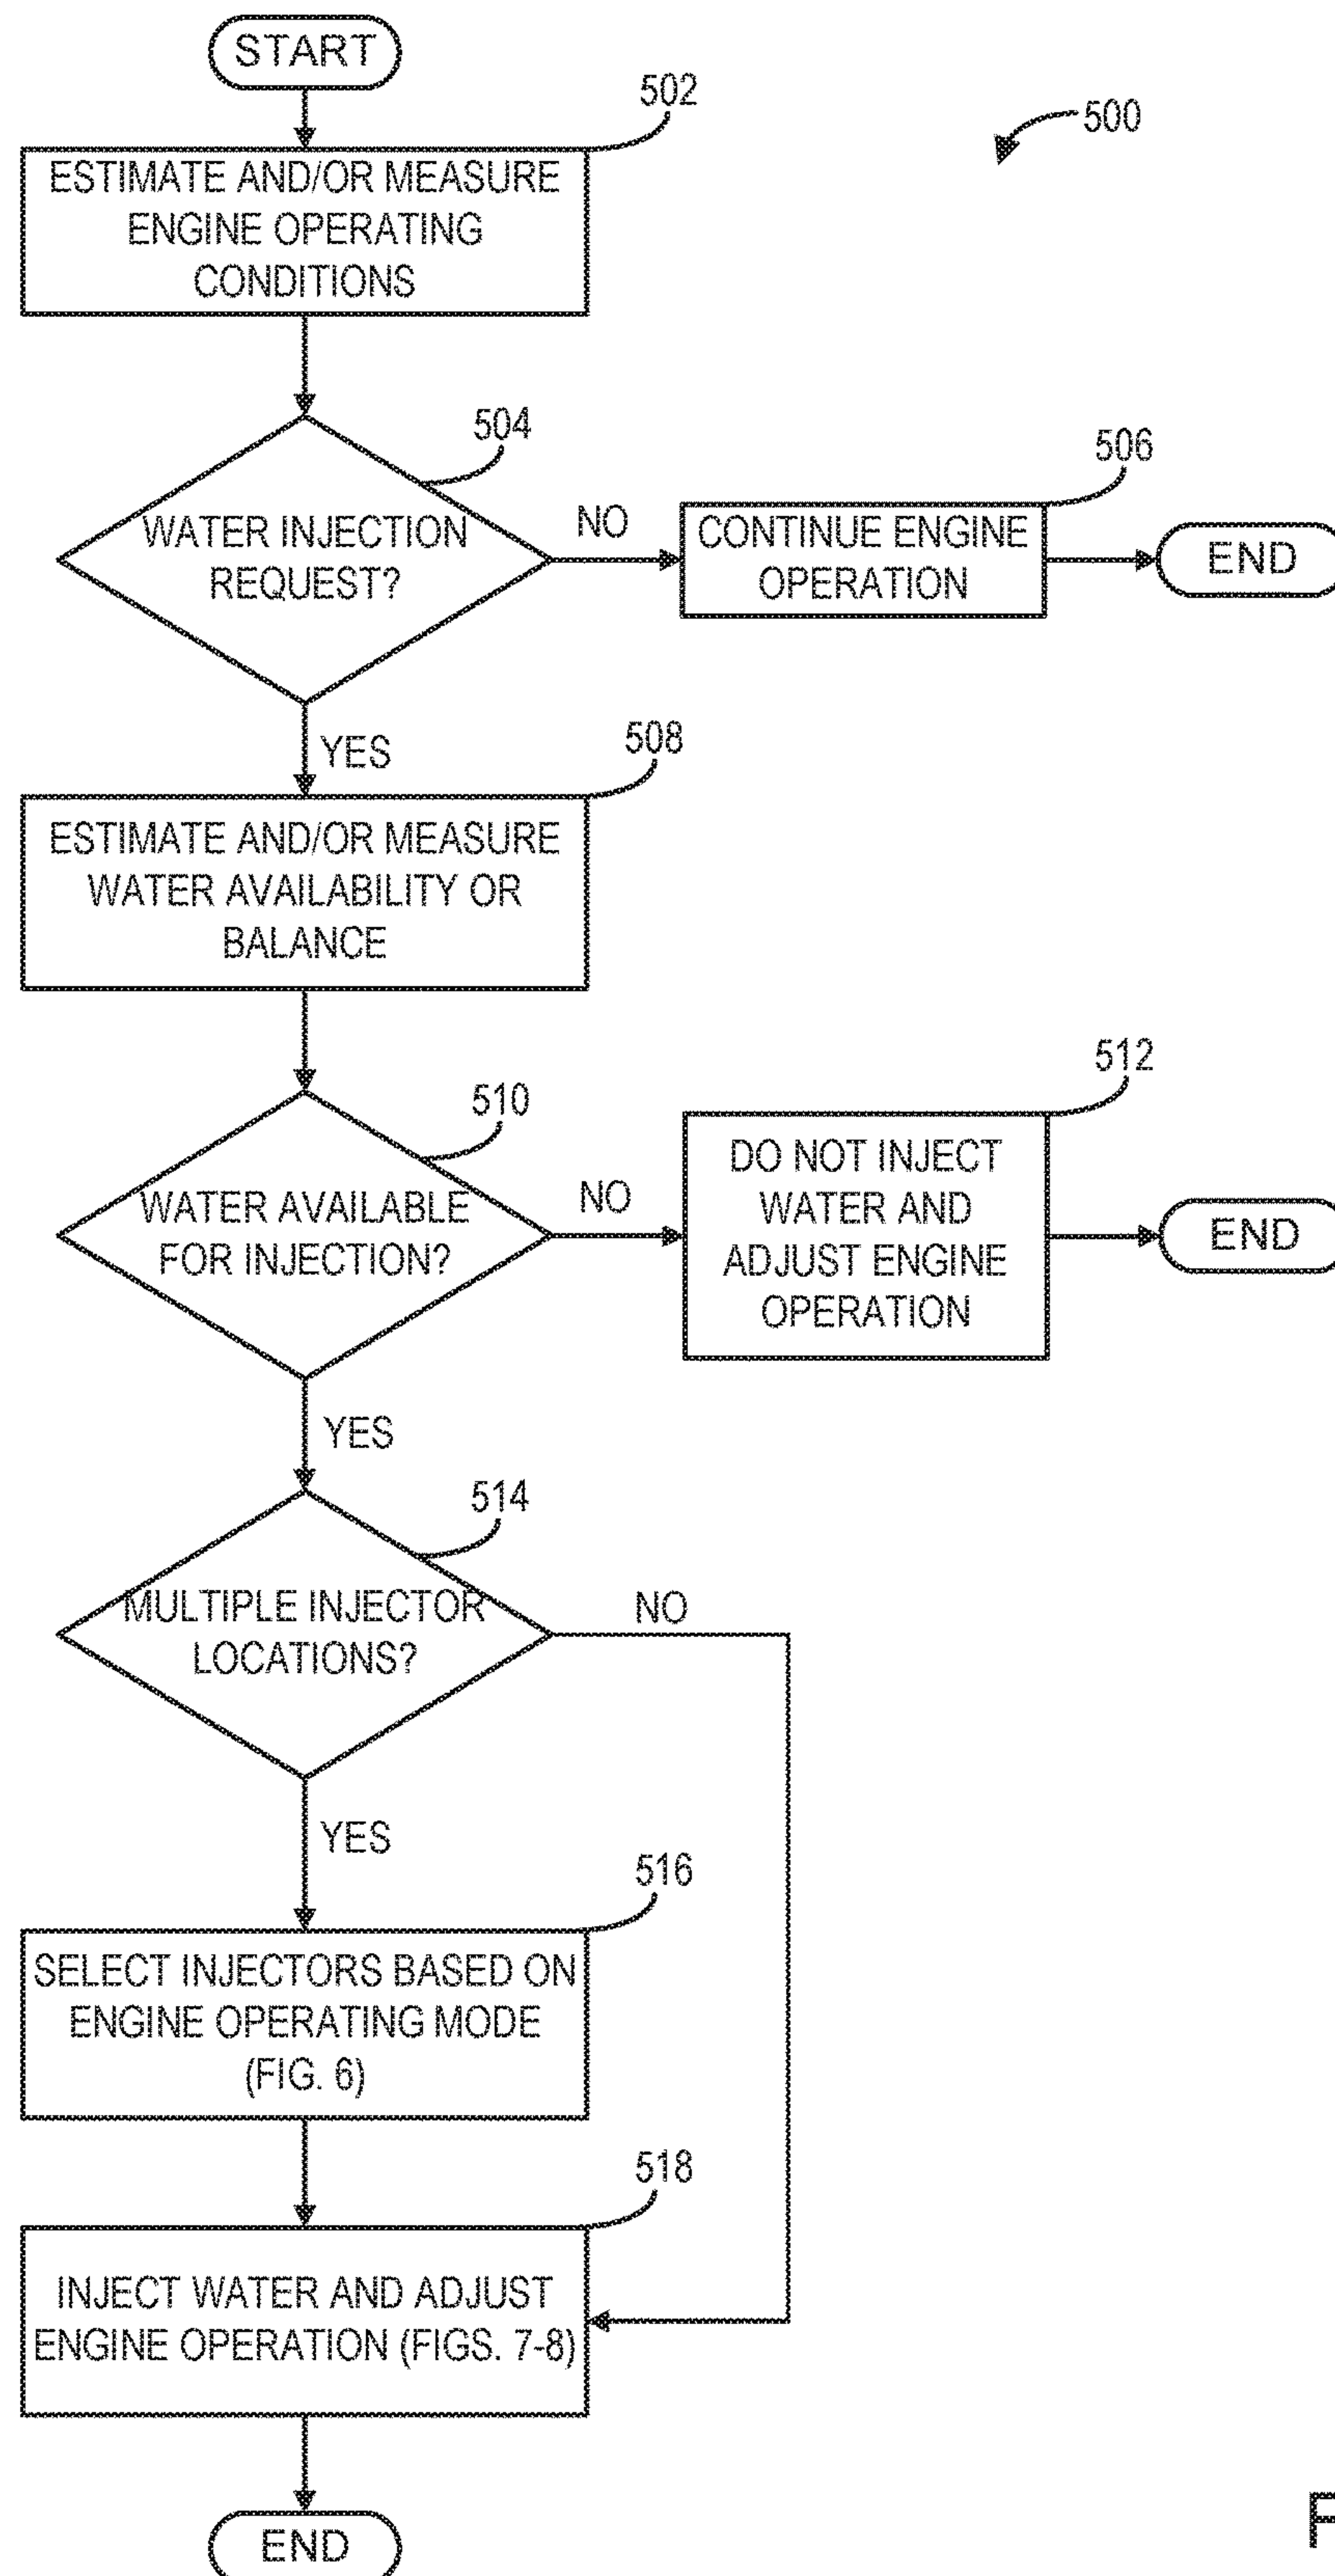 START
502
500
ESTIMATE AND/OR MEASURE
ENGINE OPERATING
CONDITIONS
504
WATER INJECTION
REQUEST?
NO
506
CONTINUE ENGINE
OPERATION
END
YES
508
ESTIMATE AND/OR MEASURE
WATER AVAILABILITY OR
BALANCE
510
WATER AVAILABLE
FOR INJECTION?
NO
512
DO NOT INJECT
WATER AND
ADJUST ENGINE
OPERATION
END
YES
514
MULTIPLE INJECTOR
LOCATIONS?
NO
YES
516
SELECT INJECTORS BASED ON
ENGINE OPERATING MODE
(FIG. 6)
518
INJECT WATER AND ADJUST
ENGINE OPERATION (FIGS. 7-8)
END